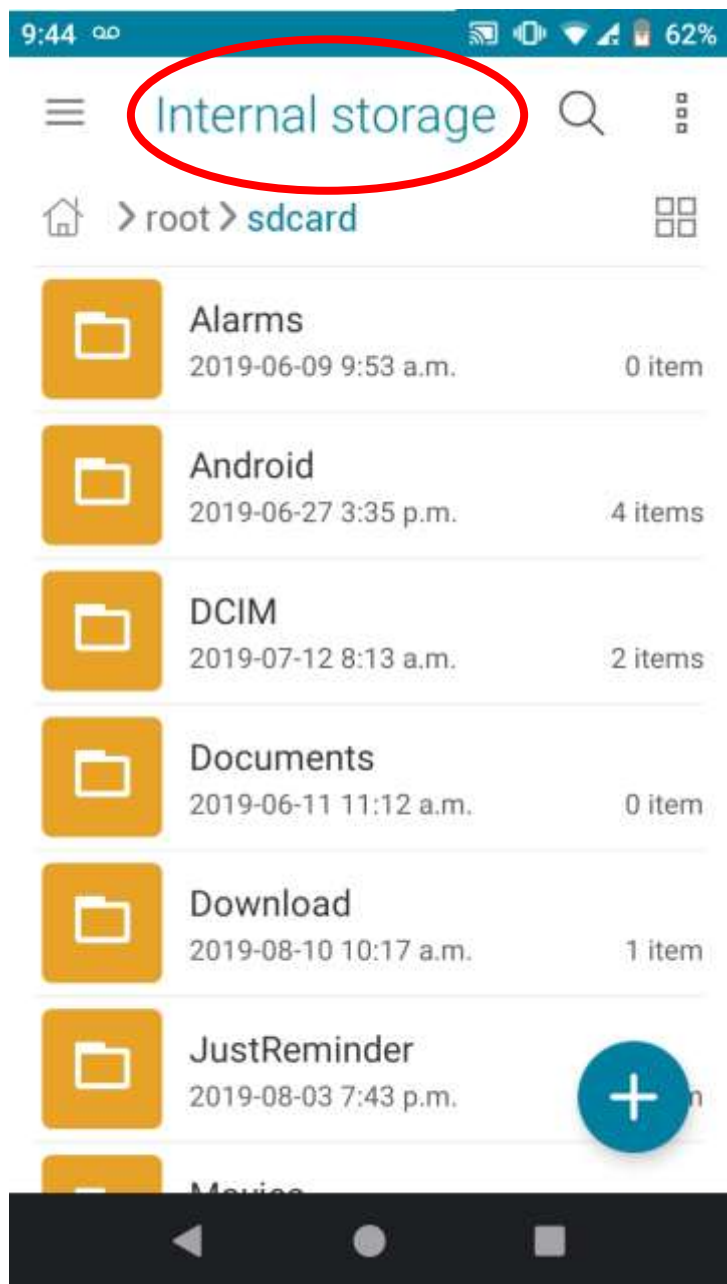 9:44 62%
Internal storage
root sdcard
Alarms
2019-06-09 9:53 a.m. 0 item
Android
2019-06-27 3:35 p.m. 4 items
DCIM
2019-07-12 8:13 a.m. 2 items
Documents
2019-06-11 11:12 a.m. 0 item
Download
2019-08-10 10:17 a.m. 1 item
JustReminder
2019-08-03 7:43 p.m.